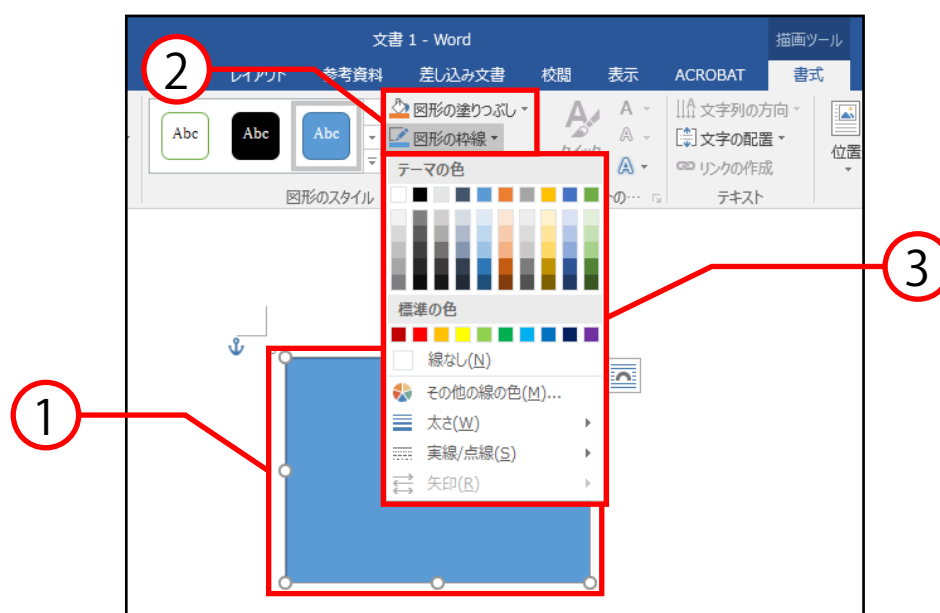 文書 1 - Word
描画ツール
2
レイアウト 参考資料 差し込み文書 校閲 表示 ACROBAT 書式
Abc Abc Abc
図形の塗りつぶし
図形の枠線
A
A
A
A
文字列の方向
文字の配置
リンクの作成
位置
図形のスタイル
の…
テキスト
テーマの色
標準の色
線なし(N)
その他の線の色(M)...
太さ(W)
実線/点線(S)
矢印(R)
3
1